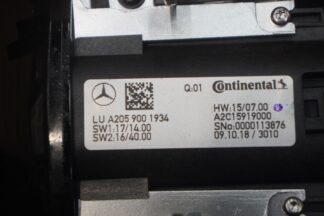 Q:01 Continental
LU A205 900 1934
HW:15/07.00
SW1:17/14.00
A2C15919000
SW2:16/40.00
SNo:0000113876
09.10.18 / 3010